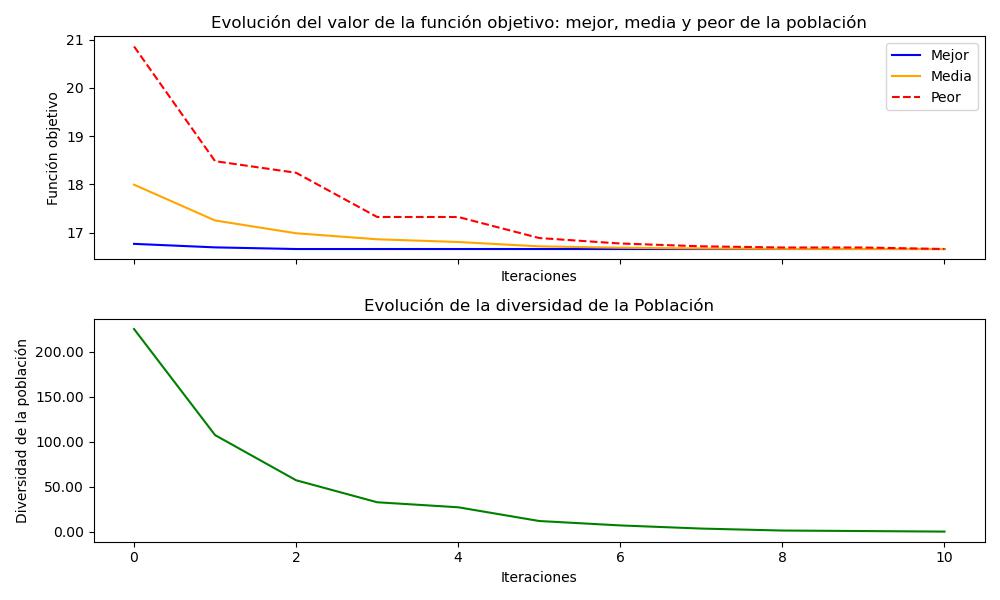 Evolución del valor de la función objetivo: mejor, media y peor de la población
21
20
19
18
17
Función objetivo
Mejor
Media
Peor
Iteraciones
Evolución de la diversidad de la Población
200.00
150.00
100.00
50.00
0.00
Diversidad de la población
0 2 4 6 8 10
Iteraciones